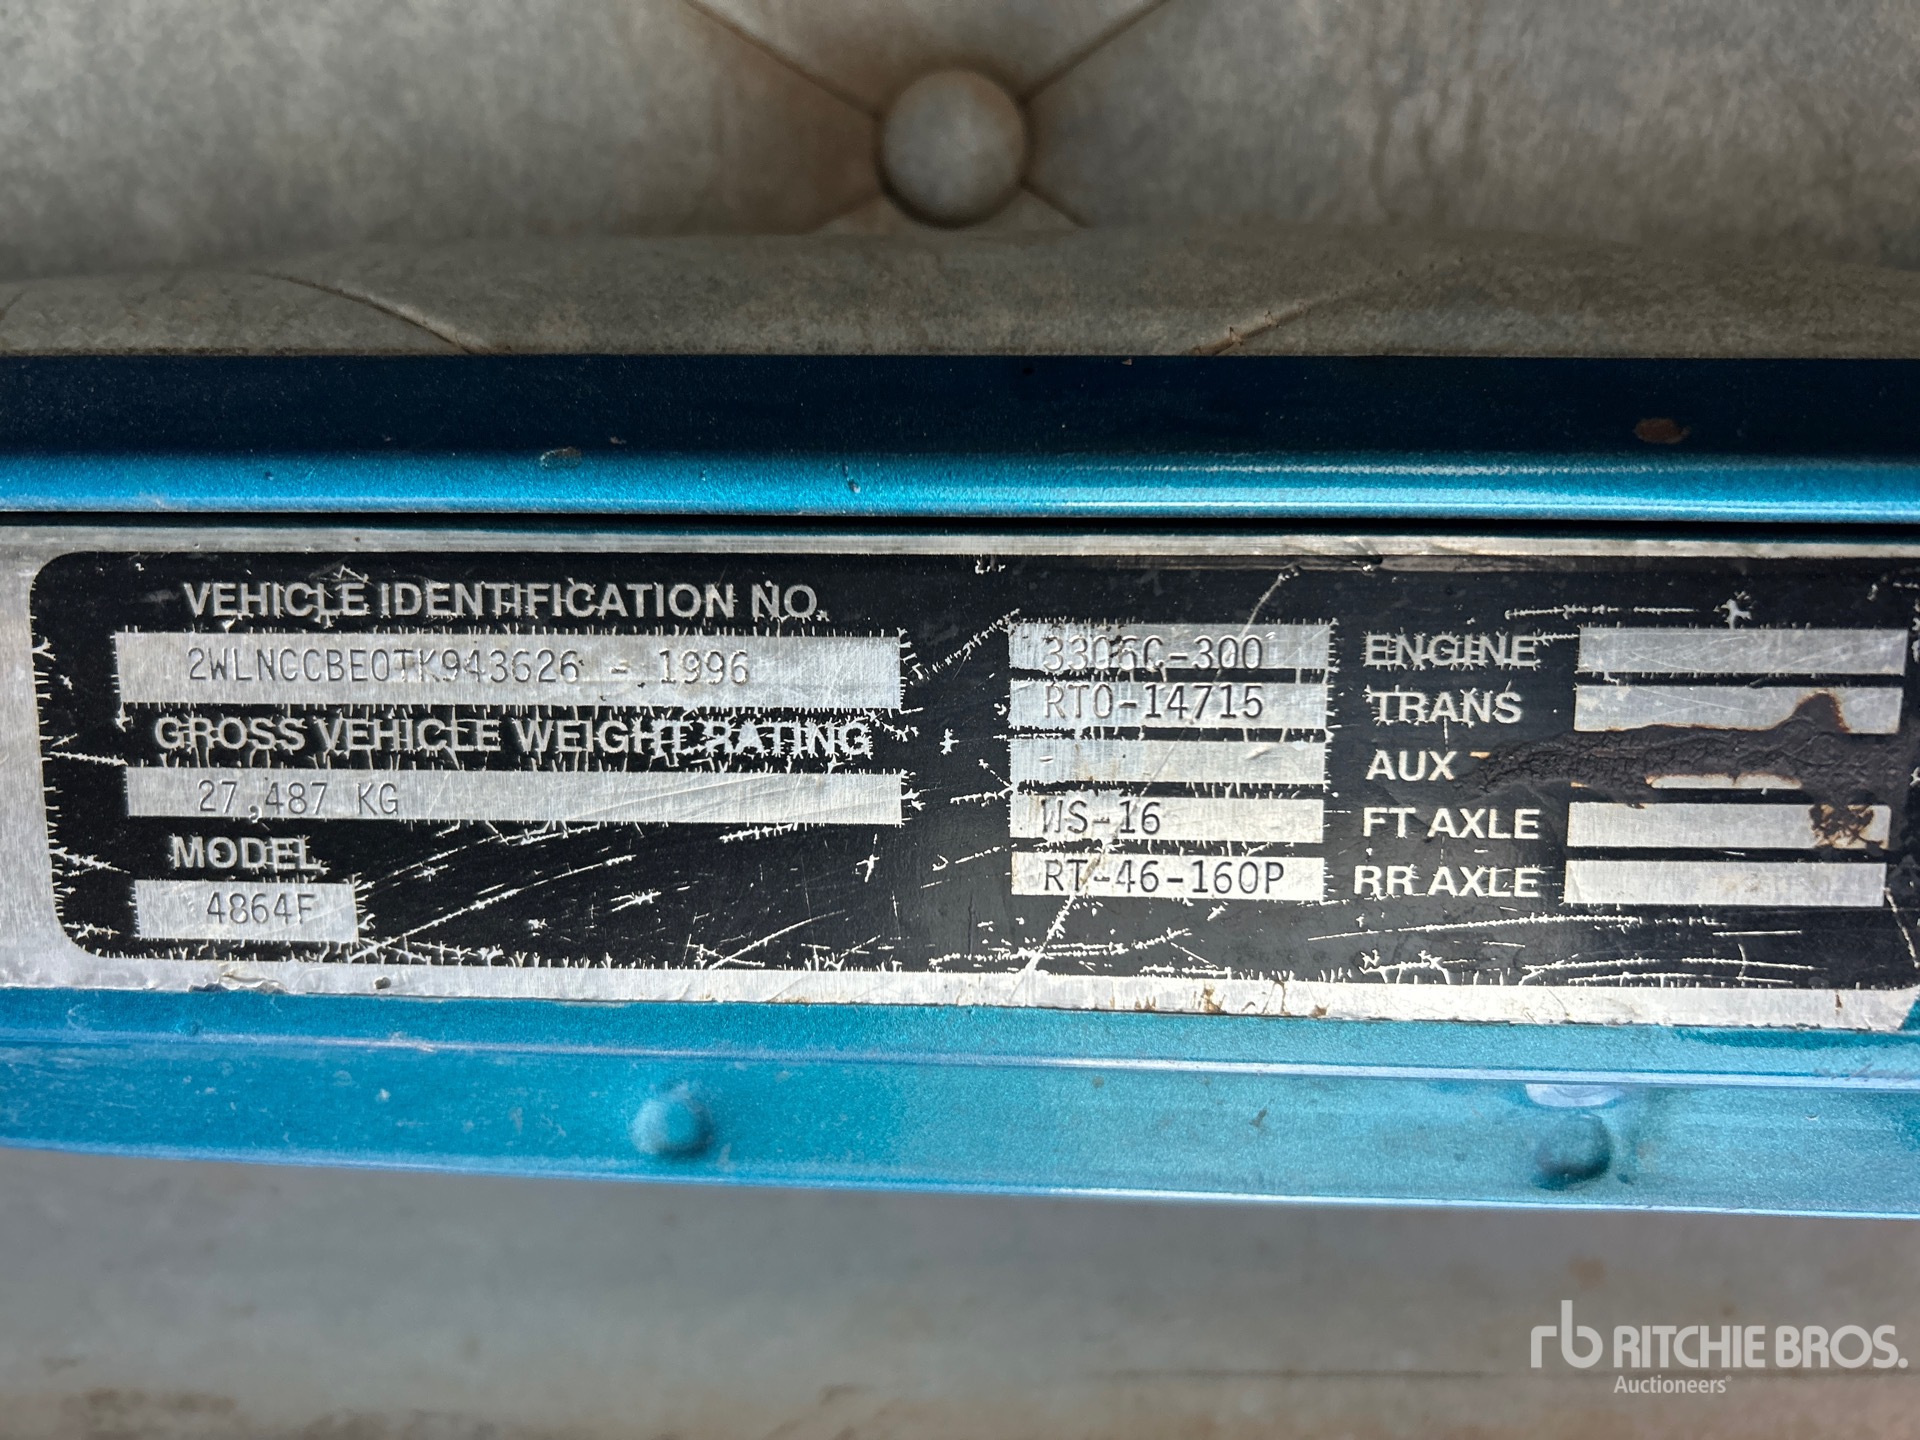 VEHICLE IDENTIFICATION NO.
2WLNCCBE0TK943626 - 1996
GROSS VEHICLE WEIGHT RATING
27,487 KG
MODEL
4864F
3306C-300 ENGINE
RTO-14715 TRANS
- AUX
WS-16 FT AXLE
RT-46-160P RR AXLE
rb RITCHIE BROS.
Auctioneers